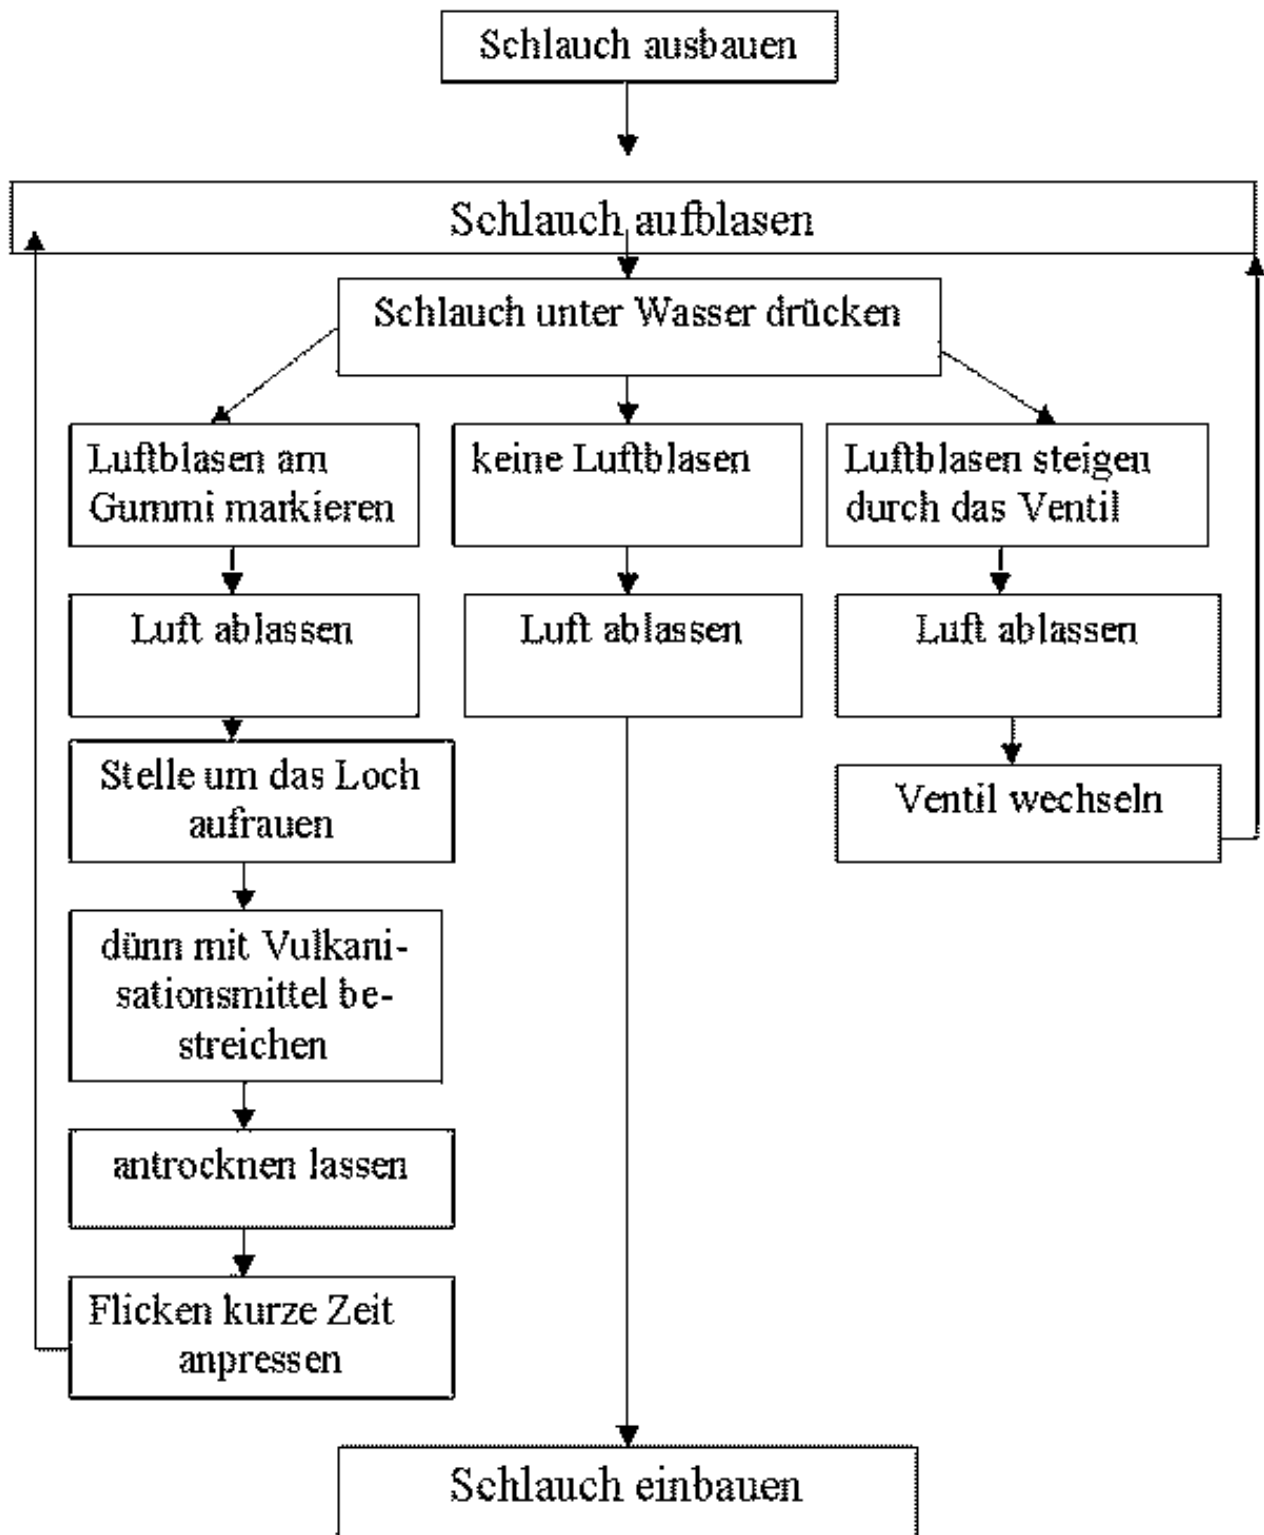 Schlauch ausbauen
Schlauch aufblasen
Schlauch unter Wasser drücken
Luftblasen am
Gummi markieren
keine Luftblasen
Luftblasen steigen
durch das Ventil
Luft ablassen
Luft ablassen
Luft ablassen
Stelle um das Loch
aufrauen
Ventil wechseln
dünn mit Vulkani-
sationsmittel be-
streichen
antrocknen lassen
Flicken kurze Zeit
anpressen
Schlauch einbauen